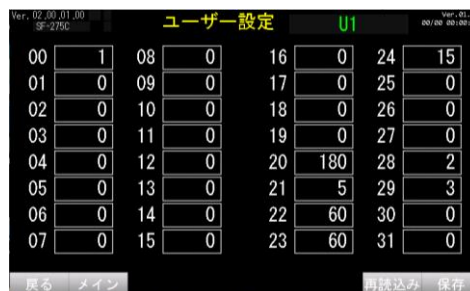 Ver. 02.00.01.00
SF-275C
ユーザー設定 U1
Ver.01.
00/00 00:00:
00 1 08 0 16 0 24 15
01 0 09 0 17 0 25 0
02 0 10 0 18 0 26 0
03 0 11 0 19 0 27 0
04 0 12 0 20 180 28 2
05 0 13 0 21 5 29 3
06 0 14 0 22 60 30 0
07 0 15 0 23 60 31 0
戻る メイン 再読込み 保存